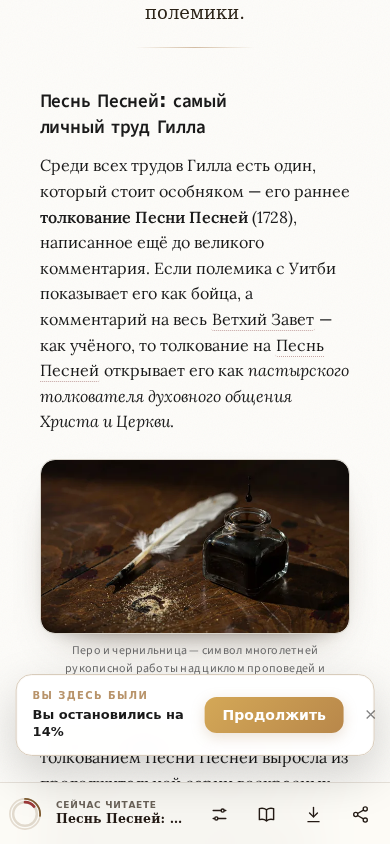 полемики.
Песнь Песней: самый
личный труд Гилла
Среди всех трудов Гилла есть один,
который стоит особняком — его раннее
толкование Песни Песней (1728),
написанное ещё до великого
комментария. Если полемика с Уитби
показывает его как бойца, а
комментарий на весь Ветхий Завет —
как учёного, то толкование на Песнь
Песней открывает его как пастырского
толкователя духовного общения
Христа и Церкви.
Перо и чернильница — символ многолетней
рукописной работы над циклом проповедей и
ВЫ ЗДЕСЬ БЫЛИ
Вы остановились на
14%
Продолжить
толкованием Песни Песней выросла из
СЕЙЧАС ЧИТАЕТЕ
Песнь Песней: ...